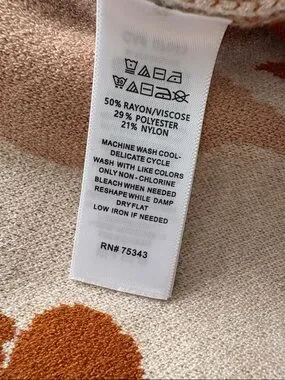 50% RAYON/VISCOSE
29% POLYESTER
21% NYLON
MACHINE WASH COOL-
DELICATE CYCLE
WASH WITH LIKE COLORS
ONLY NON-CHLORINE
BLEACH WHEN NEEDED
RESHAPE WHILE DAMP
DRY FLAT
LOW IRON IF NEEDED
RN# 75343